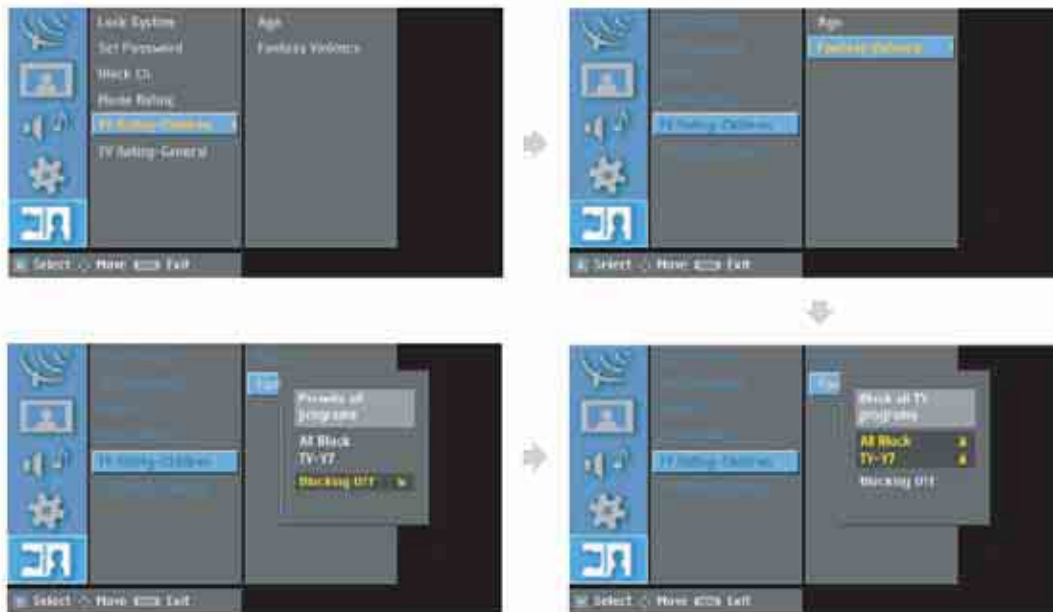 Lock System
Set Password
Block Ch.
Movie Rating
TV Rating-Children
TV Rating-General
Age
Fantasy Violence
Select Move Exit
TV Rating-Children
Age
Fantasy Violence
Select Move Exit
TV Rating-Children
Permits all
programs
All Block
TV-Y7
Blocking Off
Select Move Exit
TV Rating-Children
Block all TV
programs
All Block
TV-Y7
Blocking Off
Select Move Exit